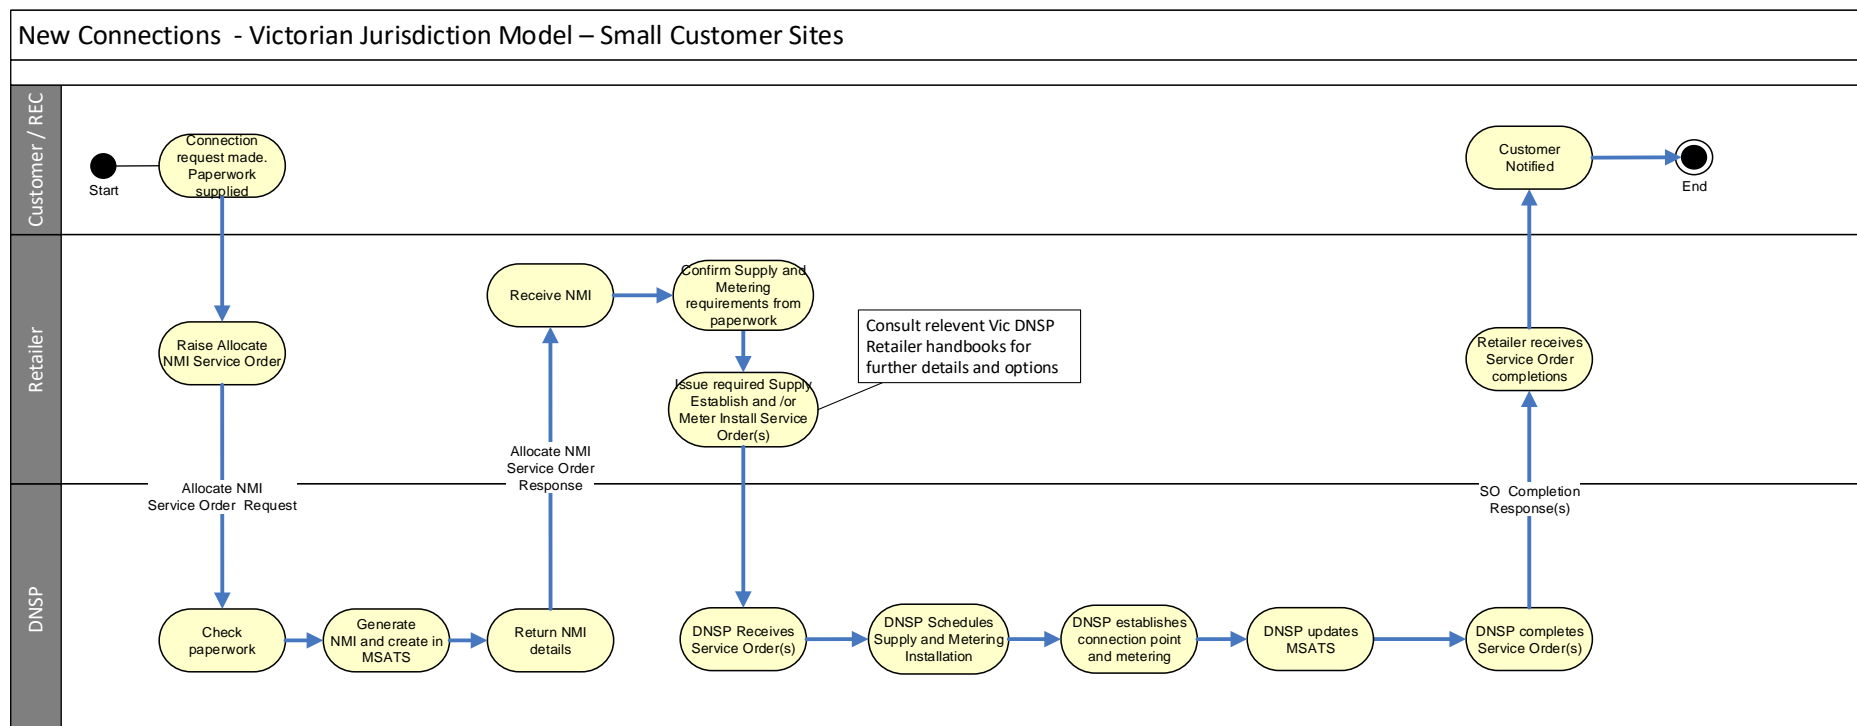 New Connections  - Victorian Jurisdiction Model – Small Customer Sites
Customer / REC
Start
Connection
request made.
Paperwork
supplied
Customer
Notified
End
Retailer
Raise Allocate
NMI Service Order
Receive NMI
Confirm Supply and
Metering
requirements from
paperwork
Issue required Supply
Establish and /or
Meter Install Service
Order(s)
Consult relevent Vic DNSP
Retailer handbooks for
further details and options
Retailer receives
Service Order
completions
Allocate NMI
Service Order  Request
Allocate NMI
Service Order
Response
SO  Completion
Response(s)
DNSP
Check
paperwork
Generate
NMI and create in
MSATS
Return NMI
details
DNSP Receives
Service Order(s)
DNSP Schedules
Supply and Metering
Installation
DNSP establishes
connection point
and metering
DNSP updates
MSATS
DNSP completes
Service Order(s)